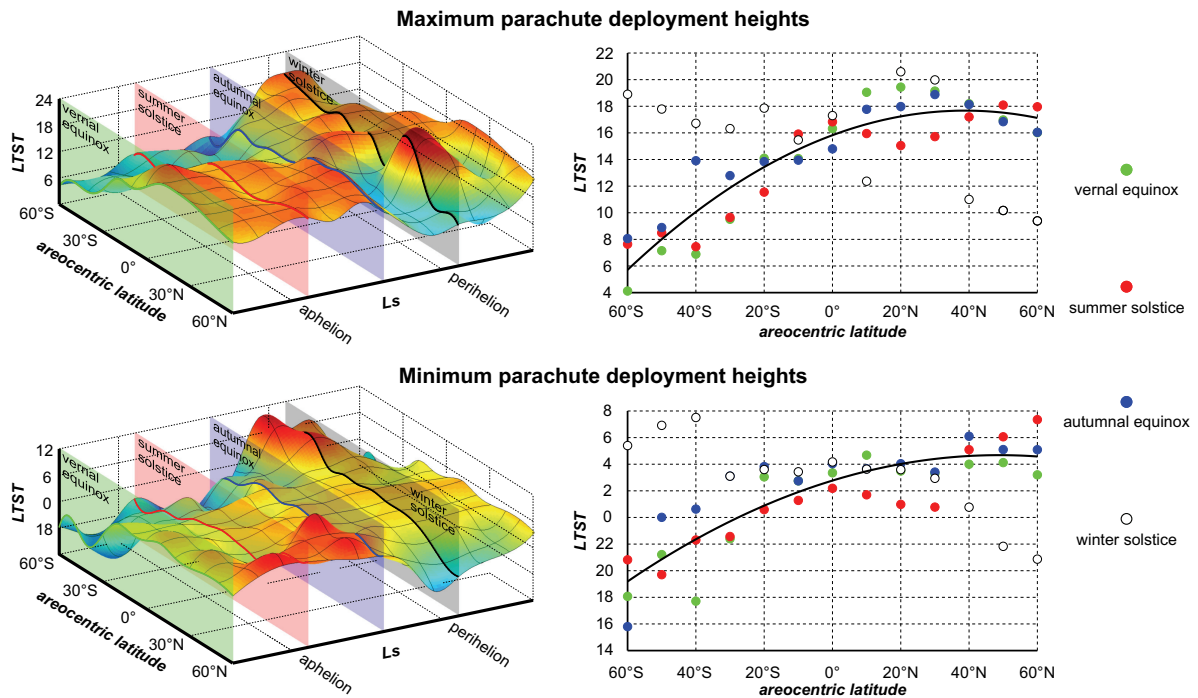 Maximum parachute deployment heights
24
18
12
6
LTST
vernal
equinox
summer
solstice
autumnal
equinox
winter
solstice
60°S
30°S
0°
30°N
60°N
areocentric latitude
aphelion
Ls
perihelion
22
20
18
16
14
12
10
8
6
4
LTST
60°S 40°S 20°S 0° 20°N 40°N 60°N
areocentric latitude
vernal equinox
summer solstice
Minimum parachute deployment heights
12
6
0
18
LTST
vernal
equinox
summer
solstice
autumnal
equinox
winter
solstice
60°S
30°S
0°
30°N
60°N
areocentric latitude
aphelion
Ls
perihelion
8
6
4
2
0
22
20
18
16
14
LTST
60°S 40°S 20°S 0° 20°N 40°N 60°N
areocentric latitude
autumnal equinox
winter solstice